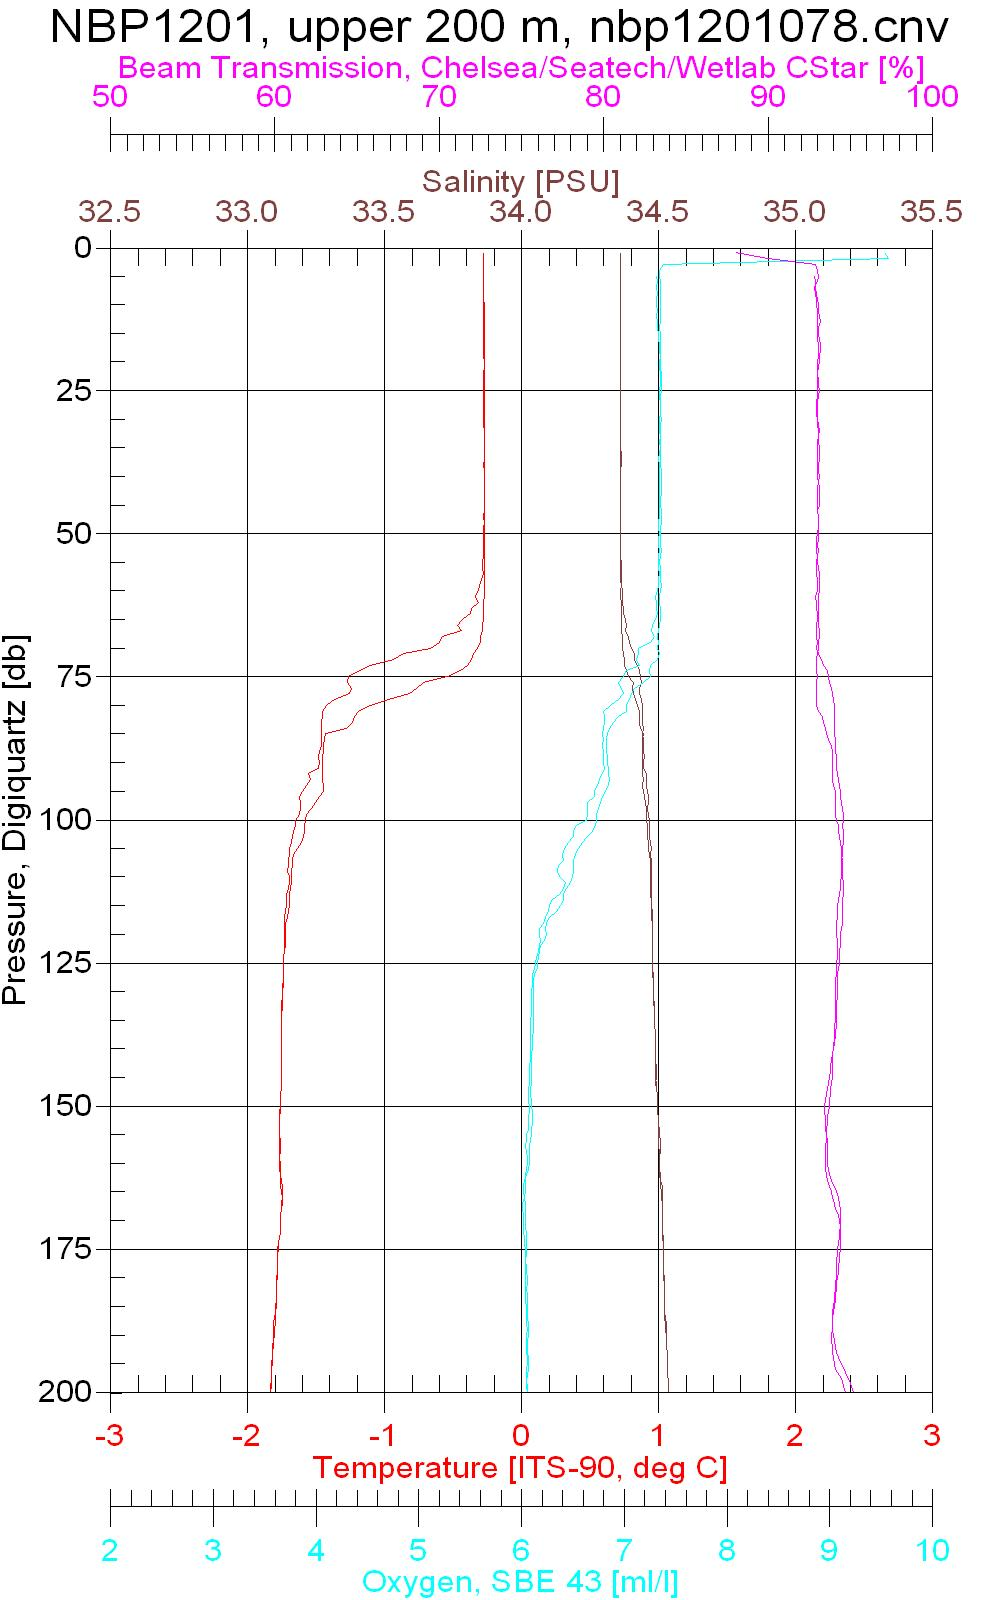 NBP1201, upper 200 m, nbp1201078.cnv
Beam Transmission, Chelsea/Seatech/Wetlab CStar [%]
50 60 70 80 90 100
Salinity [PSU]
32.5 33.0 33.5 34.0 34.5 35.0 35.5
0
25
50
75
100
125
150
175
200
Pressure, Digiquartz [db]
-3 -2 -1 0 1 2 3
Temperature [ITS-90, deg C]
2 3 4 5 6 7 8 9 10
Oxygen, SBE 43 [ml/l]